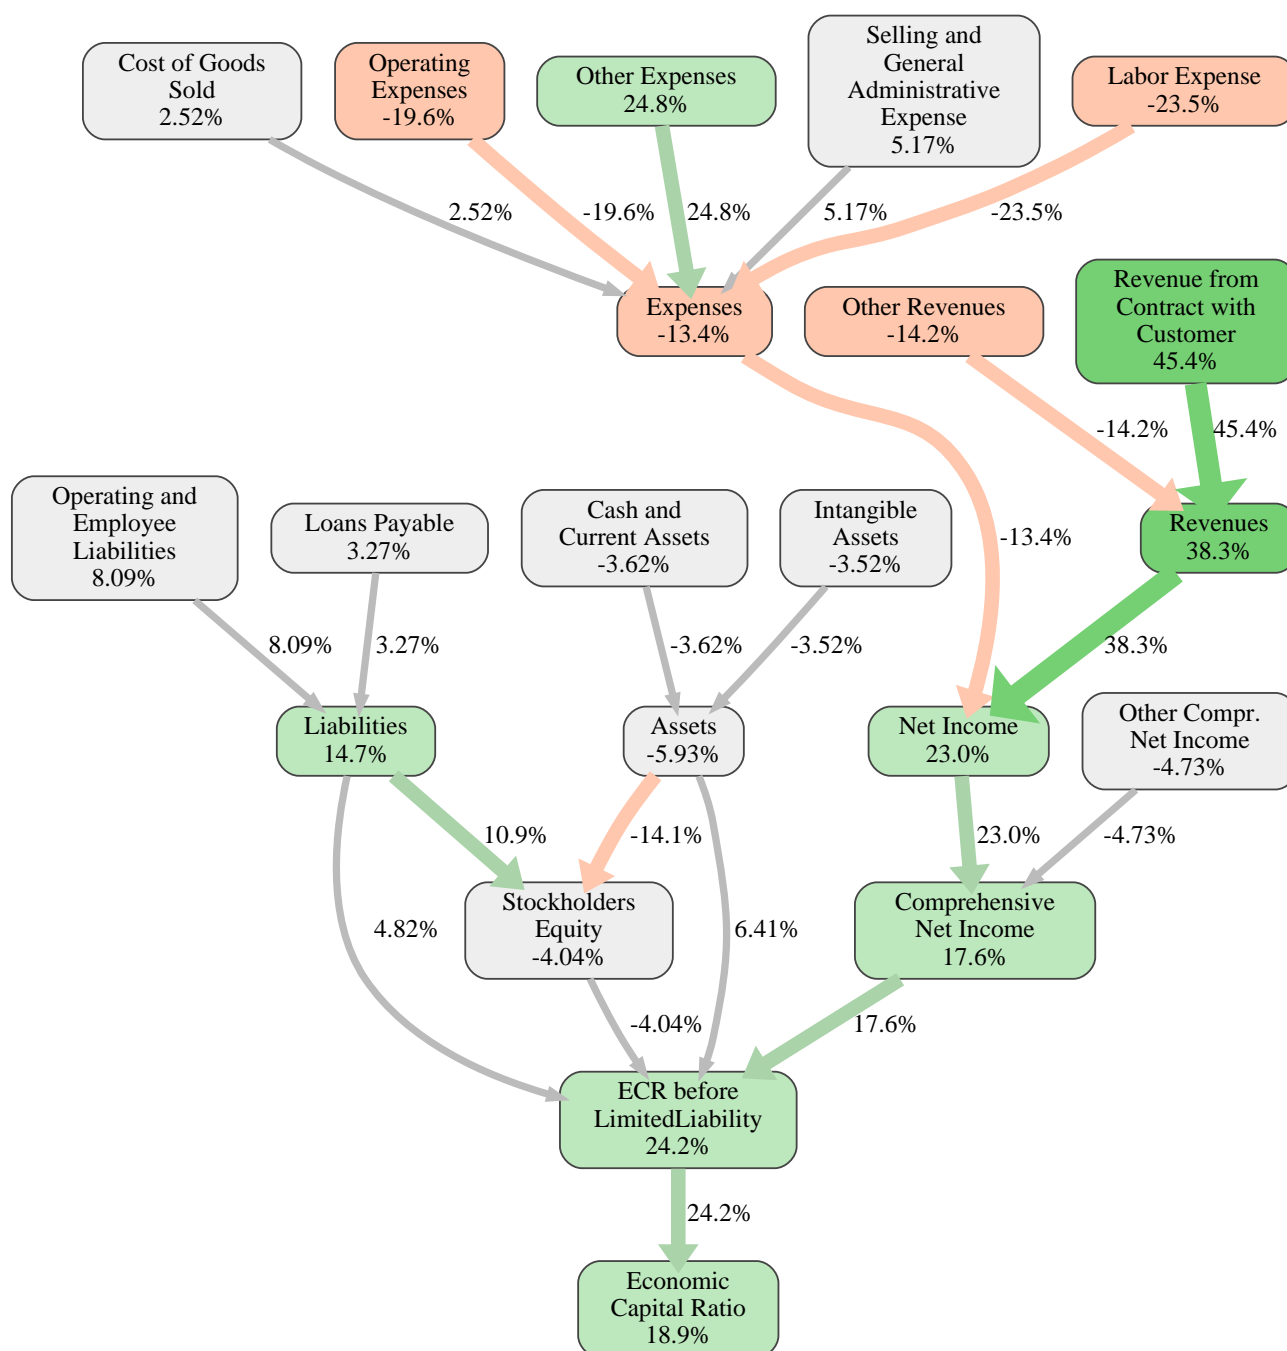 Cost of Goods
Sold
2.52%
Operating
Expenses
-19.6%
Other Expenses
24.8%
Selling and
General
Administrative
Expense
5.17%
Labor Expense
-23.5%
2.52%
-19.6%
24.8%
5.17%
-23.5%
Expenses
-13.4%
Other Revenues
-14.2%
Revenue from
Contract with
Customer
45.4%
-14.2%
45.4%
Operating and
Employee
Liabilities
8.09%
Loans Payable
3.27%
Cash and
Current Assets
-3.62%
Intangible
Assets
-3.52%
-13.4%
Revenues
38.3%
8.09%
3.27%
-3.62%
-3.52%
38.3%
Liabilities
14.7%
Assets
-5.93%
Net Income
23.0%
Other Compr.
Net Income
-4.73%
10.9%
-14.1%
23.0%
-4.73%
4.82%
Stockholders
Equity
-4.04%
6.41%
Comprehensive
Net Income
17.6%
-4.04%
17.6%
ECR before
LimitedLiability
24.2%
24.2%
Economic
Capital Ratio
18.9%